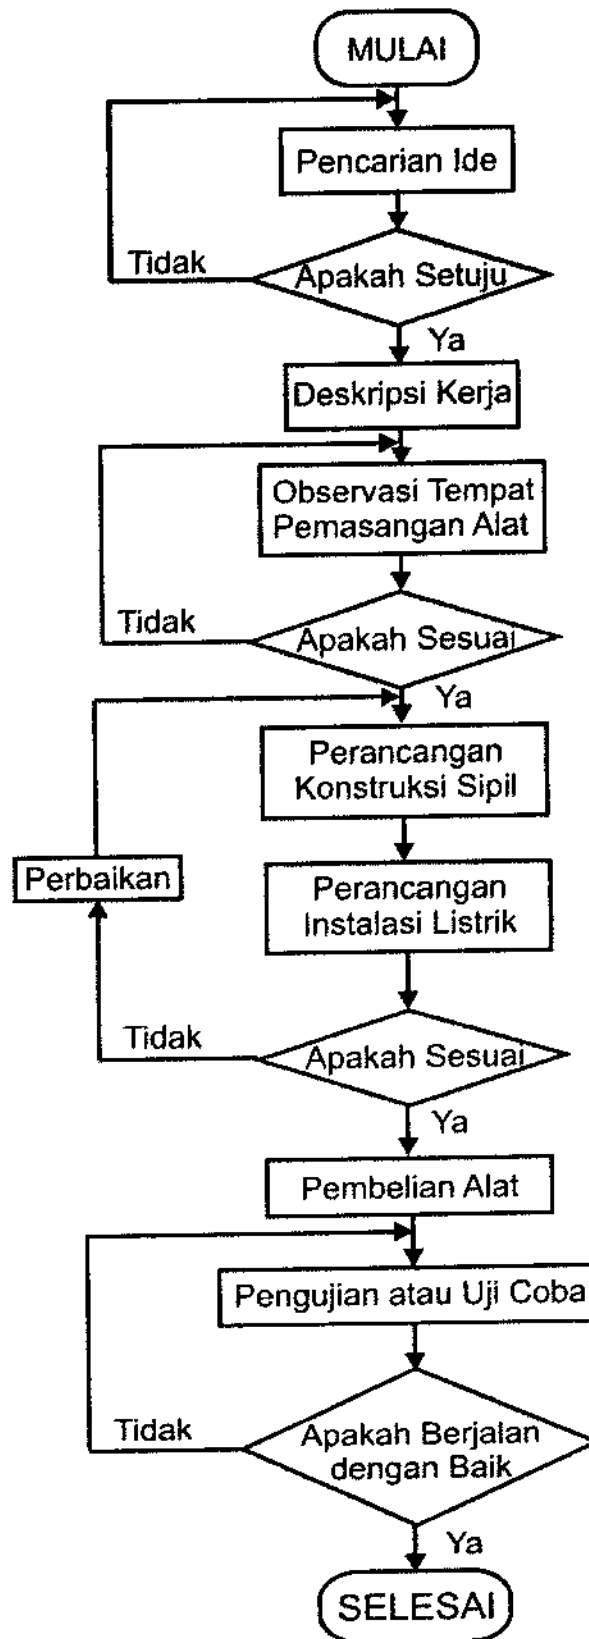 MULAI
Pencarian Ide
Tidak
Apakah Setuju
Ya
Deskripsi Kerja
Observasi Tempat
Pemasangan Alat
Tidak
Apakah Sesuai
Ya
Perancangan
Konstruksi Sipil
Perbaikan
Perancangan
Instalasi Listrik
Tidak
Apakah Sesuai
Ya
Pembelian Alat
Pengujian atau Uji Coba
Tidak
Apakah Berjalan
dengan Baik
Ya
SELESAI